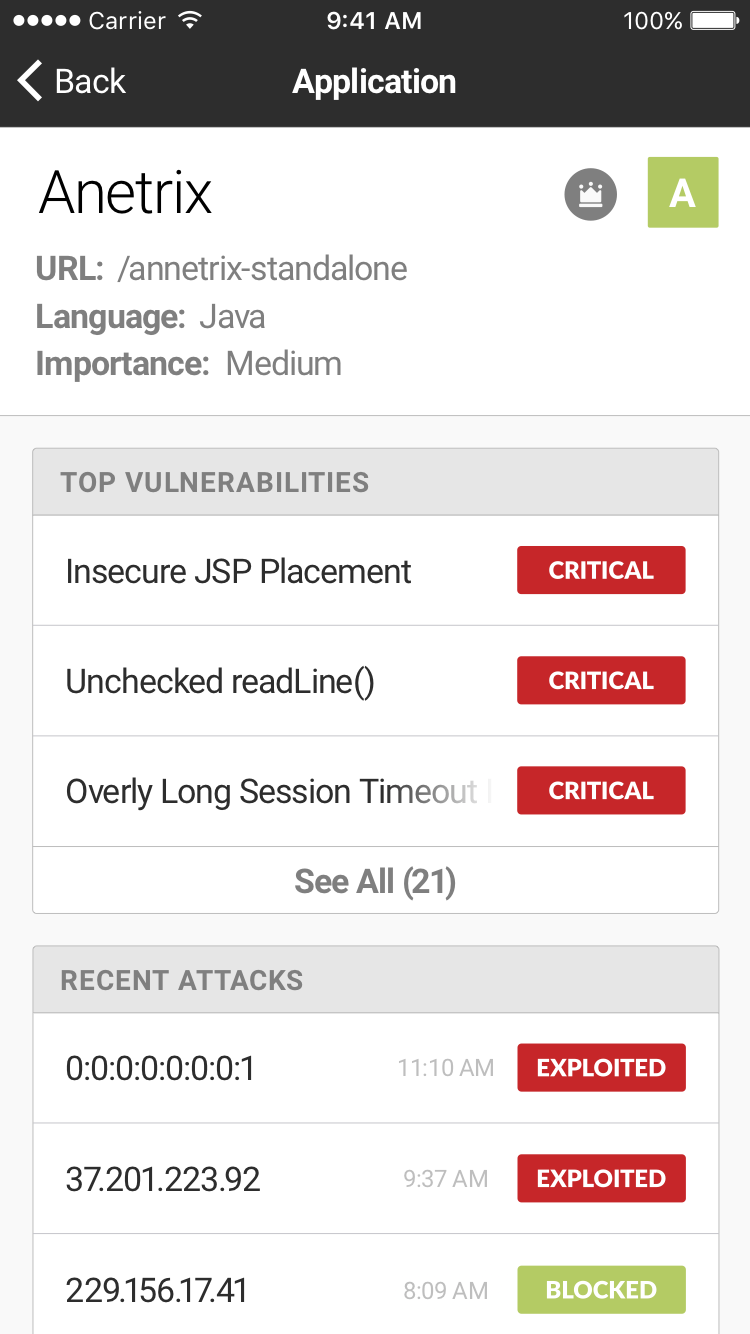 Carrier 9:41 AM 100%
Back Application
Anetrix A
URL: /annetrix-standalone
Language: Java
Importance: Medium
TOP VULNERABILITIES
Insecure JSP Placement CRITICAL
Unchecked readLine() CRITICAL
Overly Long Session Timeout CRITICAL
See All (21)
RECENT ATTACKS
0:0:0:0:0:0:0:1 11:10 AM EXPLOITED
37.201.223.92 9:37 AM EXPLOITED
229.156.17.41 8:09 AM BLOCKED